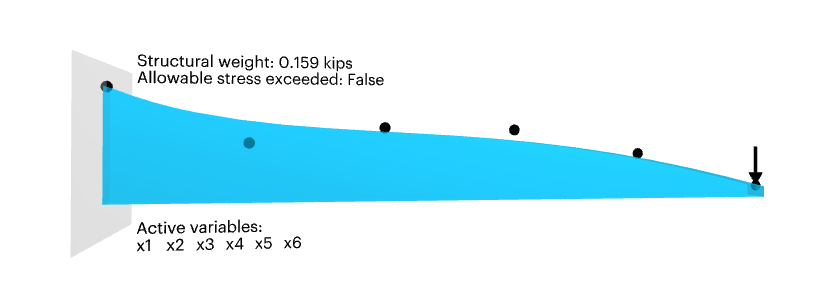 Structural weight: 0.159 kips
Allowable stress exceeded: False
Active variables:
x1 x2 x3 x4 x5 x6